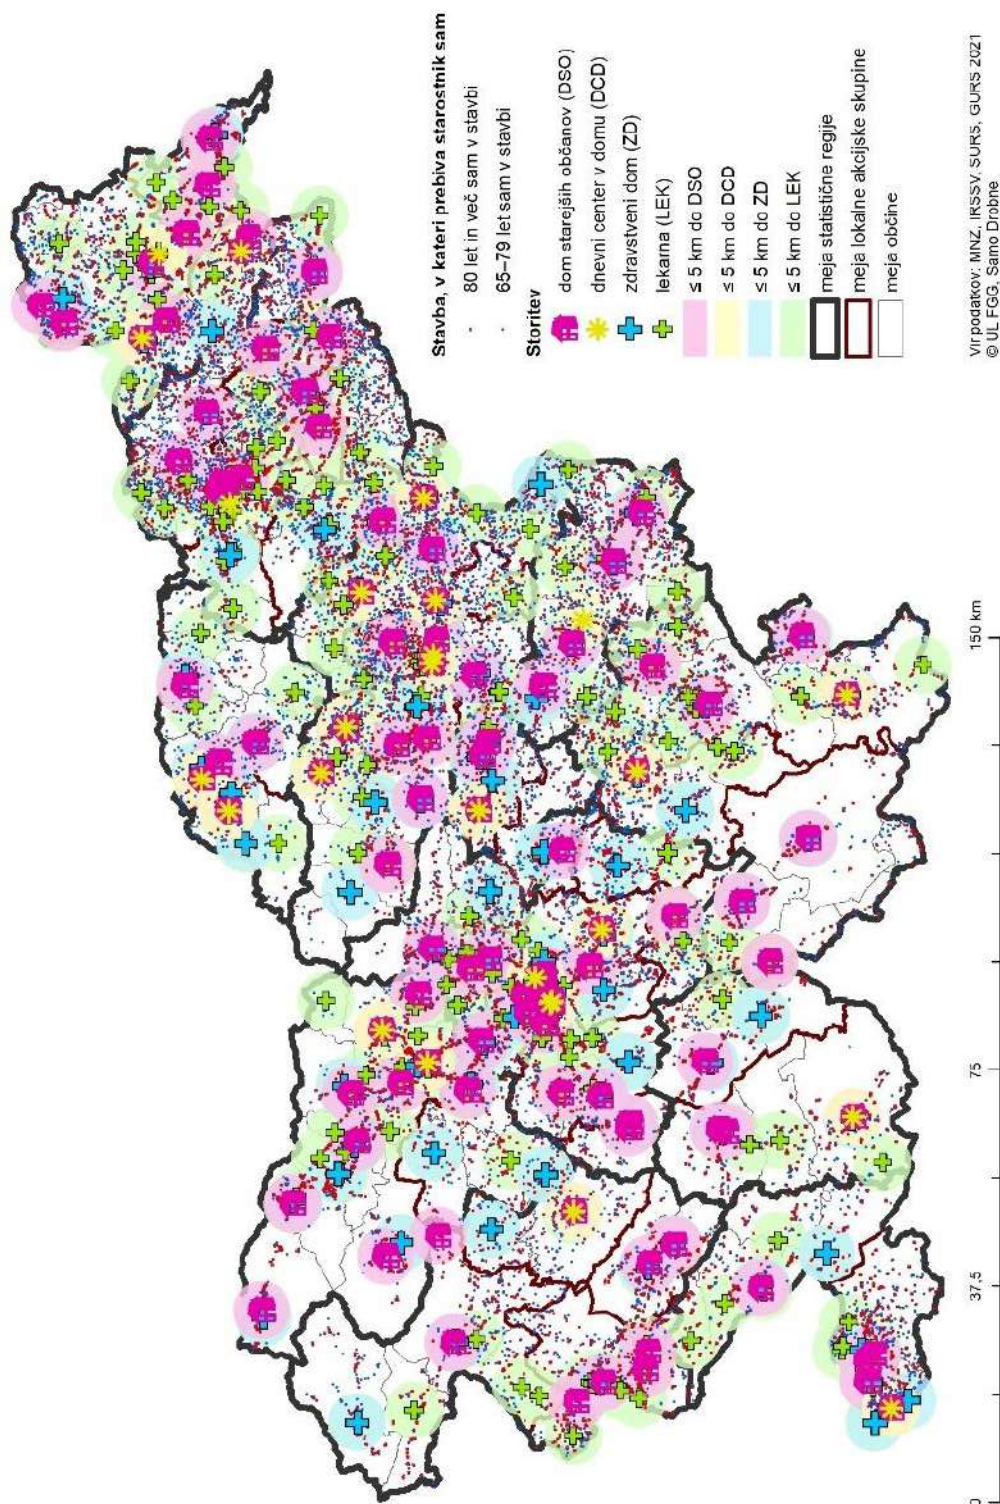 Stavba, v kateri prebiva starostnik sam
80 let in več sam v stavbi
65–79 let sam v stavbi
Storitev
dom starejših občanov (DSO)
dnevni center v domu (DCD)
zdravstveni dom (ZD)
lekarna (LEK)
≤ 5 km do DSO
≤ 5 km do DCD
≤ 5 km do ZD
≤ 5 km do LEK
meja statistične regije
meja lokalne akcijske skupine
meja občine
Vir podatkov: MNZ, IRSSV, SURS, GURS 2021
© UL FGG, Samo Drobne
0 37.5 75 150 km